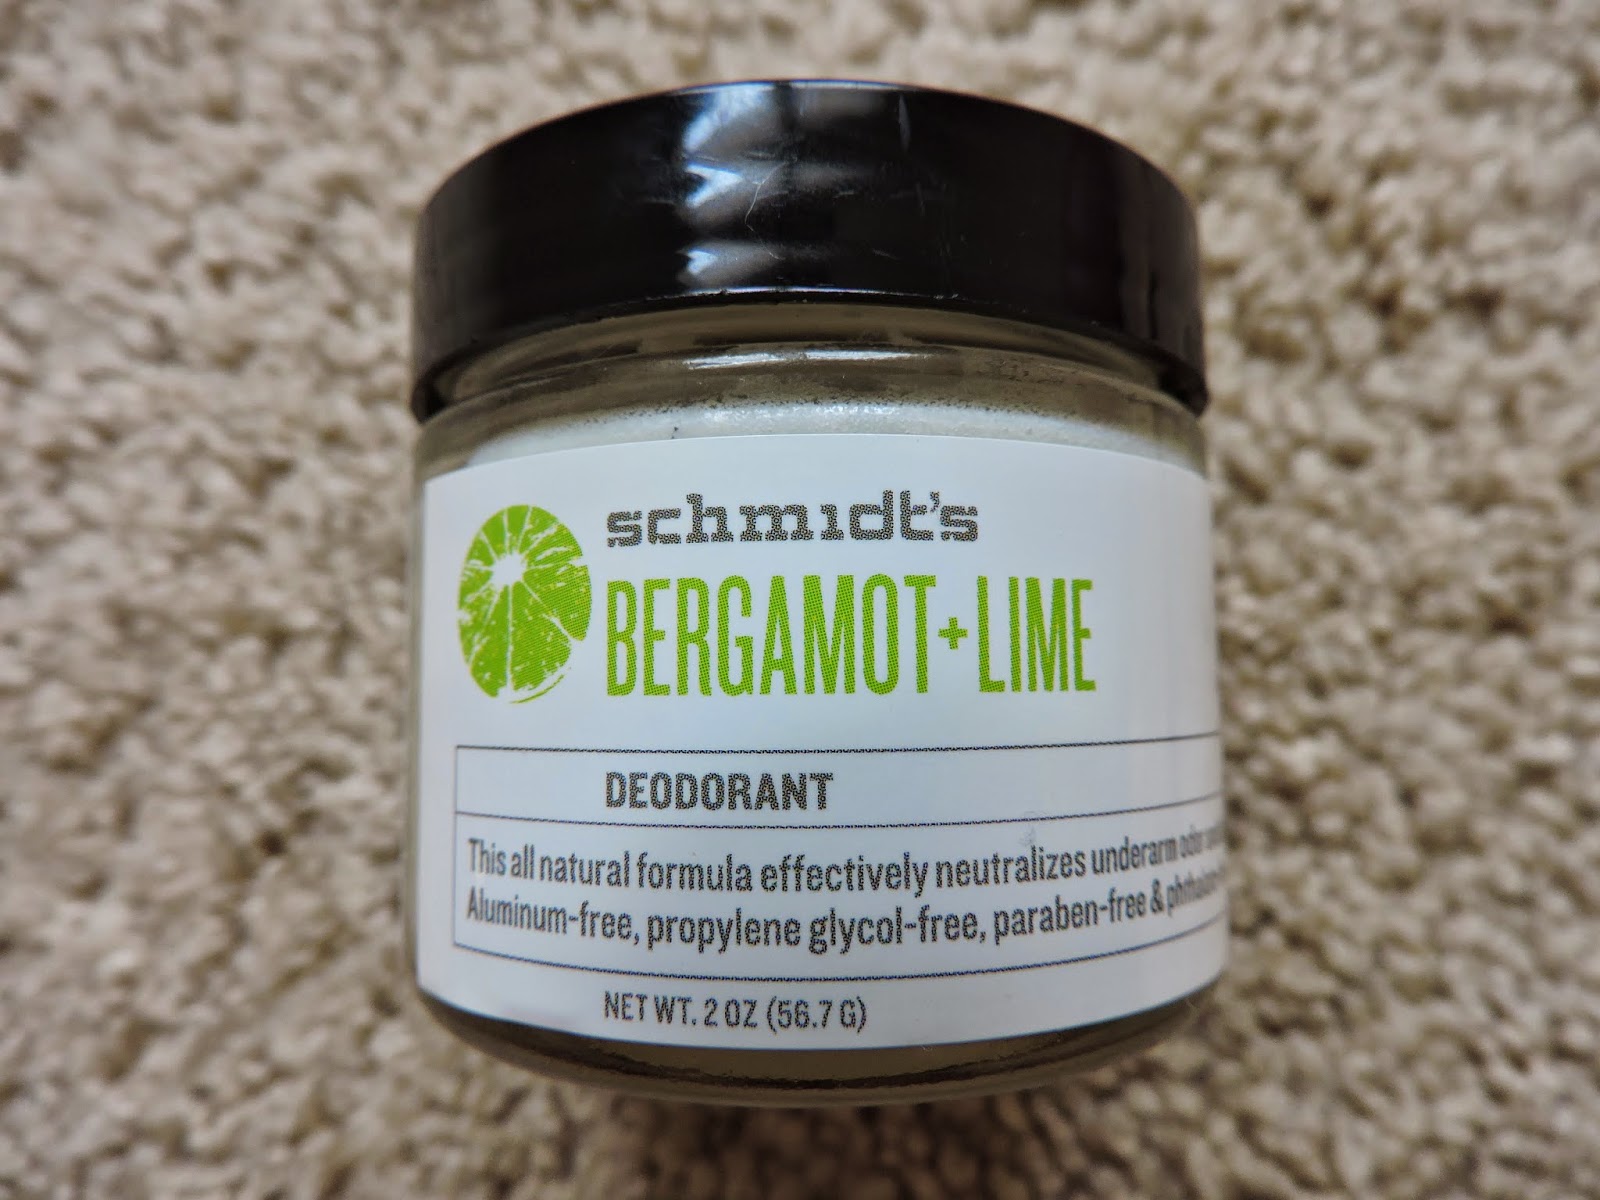 schmidt's
BERGAMOT+LIME
DEODORANT
This all natural formula effectively neutralizes underarm odor
Aluminum-free, propylene glycol-free, paraben-free &
NET WT. 2 OZ (56.7 G)